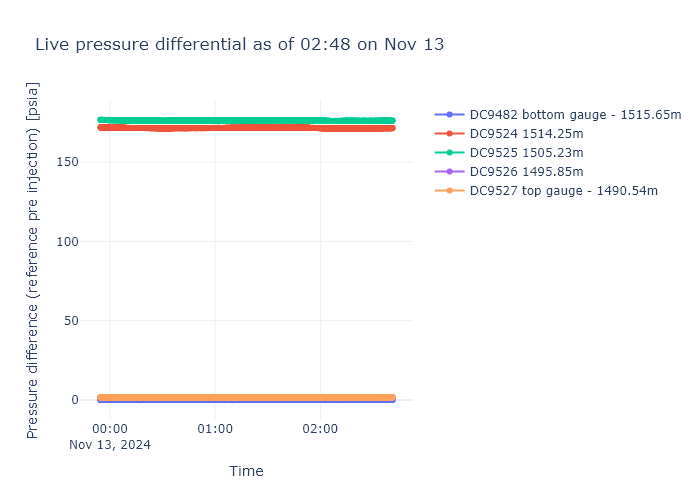 Live pressure differential as of 02:48 on Nov 13
Pressure difference (reference pre injection) [psia]
150
100
50
0
00:00
Nov 13, 2024
01:00
02:00
Time
DC9482 bottom gauge - 1515.65m
DC9524 1514.25m
DC9525 1505.23m
DC9526 1495.85m
DC9527 top gauge - 1490.54m